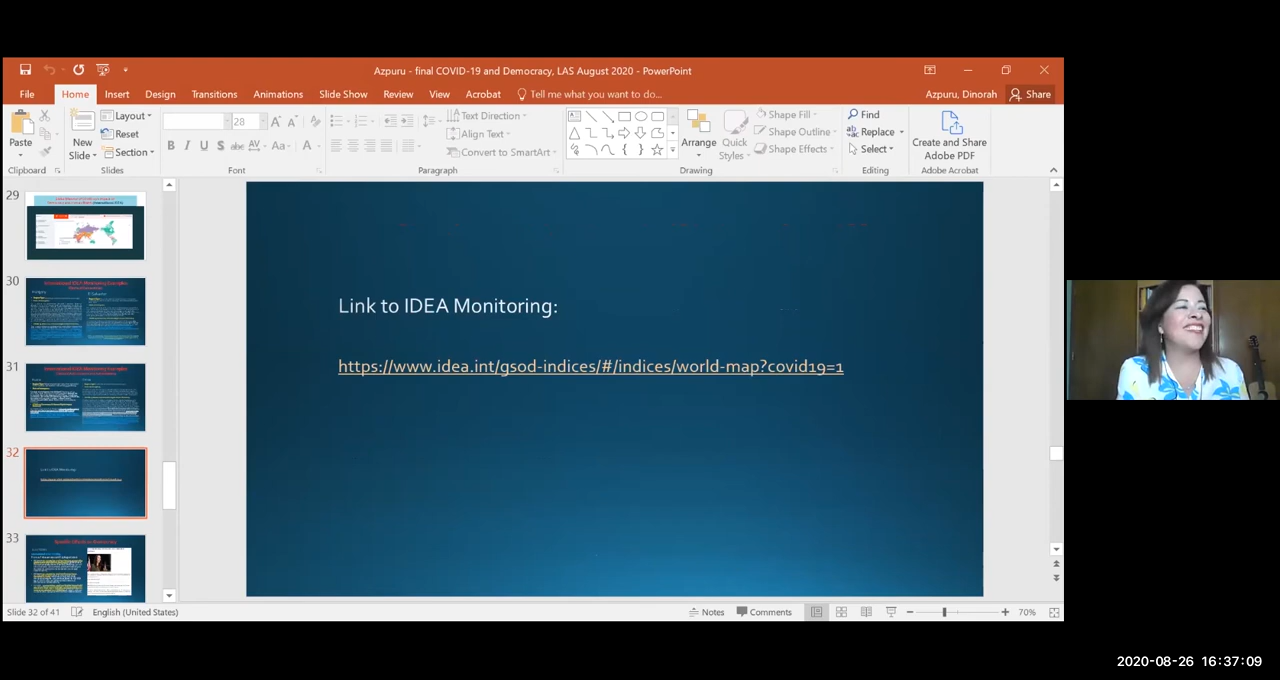 Azpuru - final COVID-19 and Democracy, LAS August 2020 - PowerPoint
File Home Insert Design Transitions Animations Slide Show Review View Acrobat Tell me what you want to do... Azpuru, Dinorah Share
Paste
New Slide
Layout
Reset
Section
28
B I U S abc AV Aa A
Text Direction
Align Text
Convert to SmartArt
Arrange
Quick Styles
Shape Fill
Shape Outline
Shape Effects
Find
Replace
Select
Create and Share Adobe PDF
Clipboard Slides Font Paragraph Drawing Editing Adobe Acrobat
29
30
31
32
33
Link to IDEA Monitoring:
https://www.idea.int/gsod-indices/#/indices/world-map?covid19=1
Slide 32 of 41 English (United States) Notes Comments 70%
2020-08-26 16:37:09